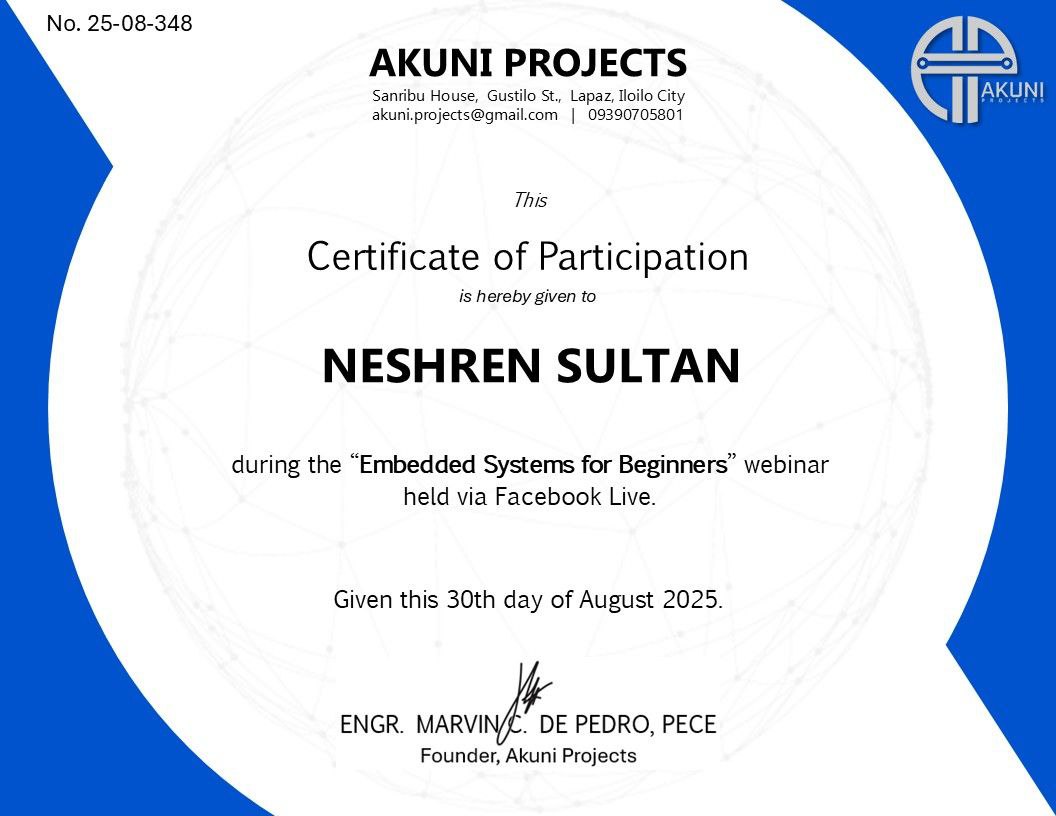 No. 25-08-348
AKUNI
PROJECTS
AKUNI PROJECTS
Sanribu House, Gustilo St., Lapaz, Iloilo City
akuni.projects@gmail.com | 09390705801
This
Certificate of Participation
is hereby given to
NESHREN SULTAN
during the “Embedded Systems for Beginners” webinar
held via Facebook Live.
Given this 30th day of August 2025.
ENGR. MARVIN C. DE PEDRO, PECE
Founder, Akuni Projects